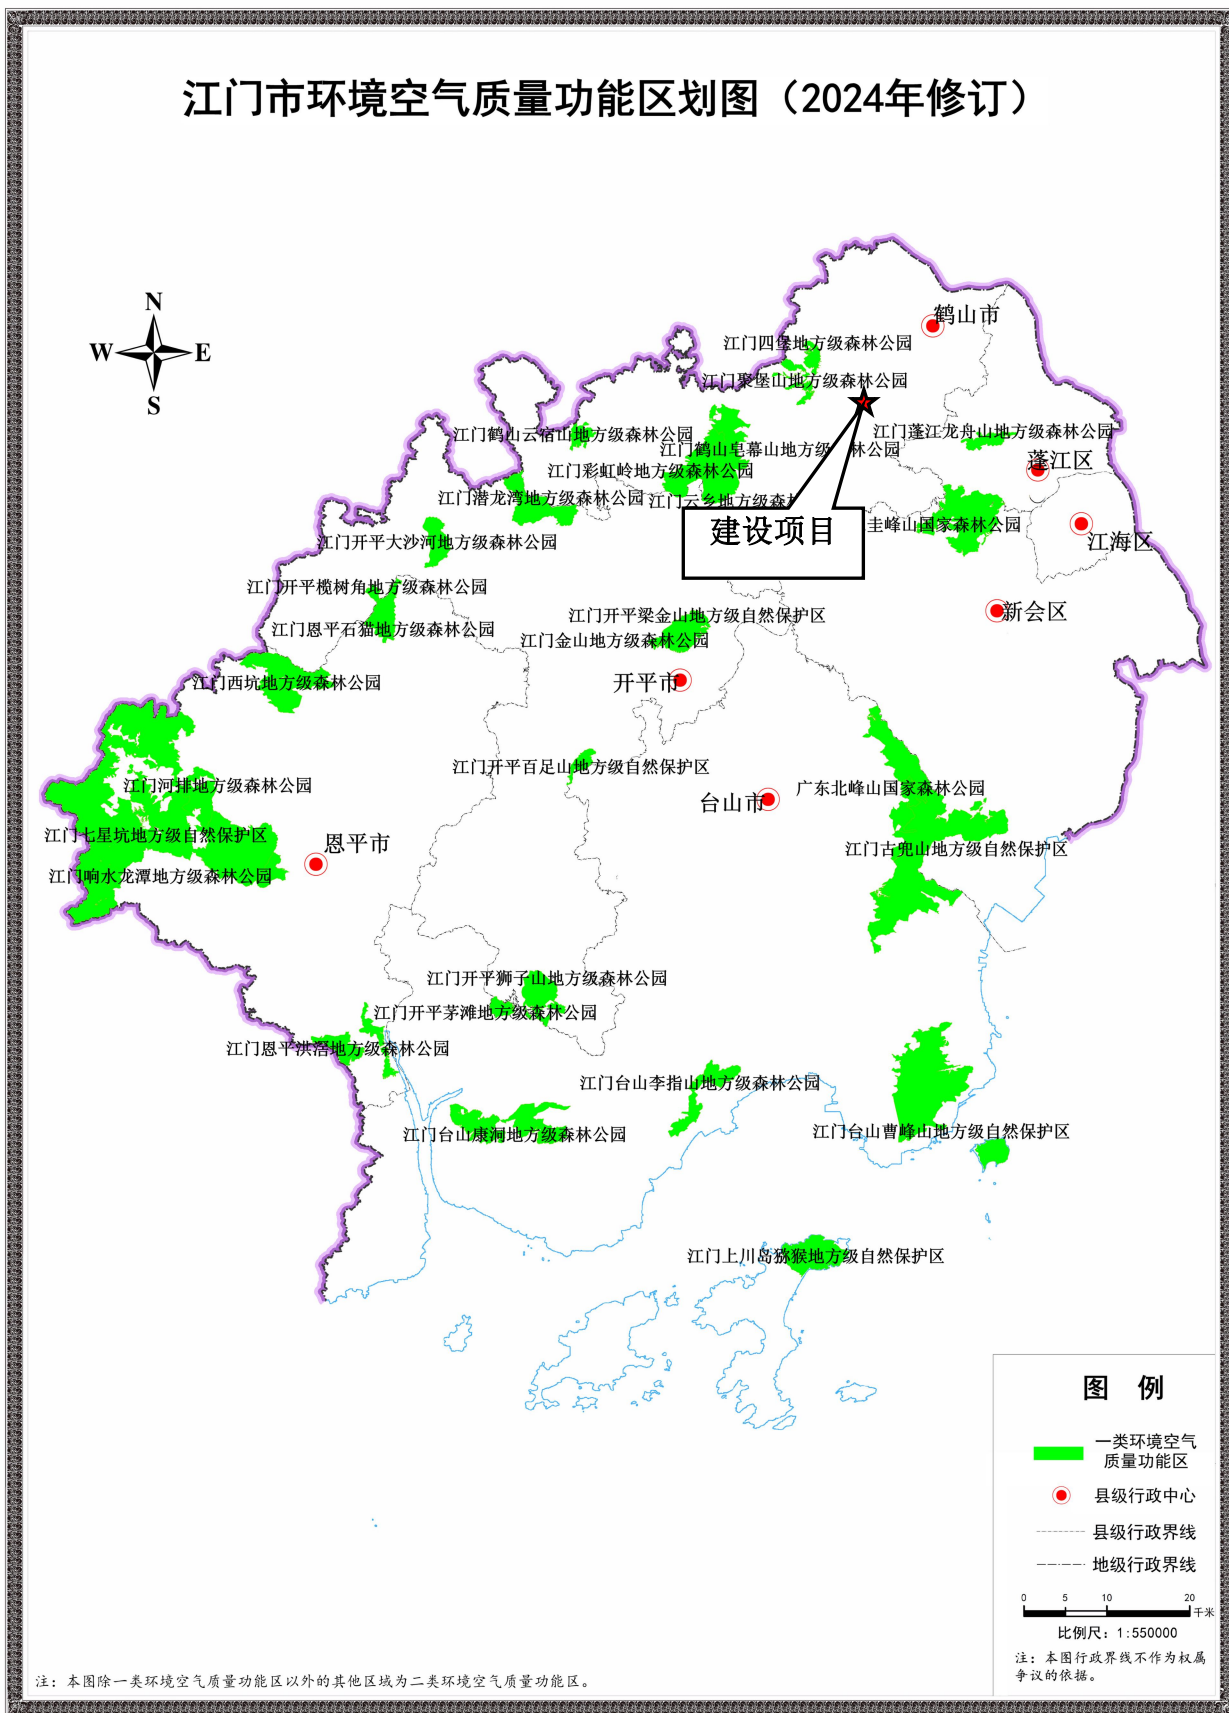 江门市环境空气质量功能区划图（2024年修订）
N
W E
S
鹤山市
江门四堡地方级森林公园
江门聚堡山地方级森林公园
江门鹤山云宿山地方级森林公园
江门蓬江龙舟山地方级森林公园
江门鹤山皂幕山地方级 林公园
蓬江区
江门彩虹岭地方级森林公园
江门潜龙湾地方级森林公园
江门云乡地方级森林
建设项目
圭峰山国家森林公园
江海区
江门开平大沙河地方级森林公园
江门开平榄树角地方级森林公园
新会区
江门开平梁金山地方级自然保护区
江门恩平石猫地方级森林公园
江门金山地方级森林公园
开平市
江门西坑地方级森林公园
江门开平百足山地方级自然保护区
江门河排地方级森林公园
广东北峰山国家森林公园
台山市
江门七星坑地方级自然保护区
恩平市
江门古兜山地方级自然保护区
江门响水龙潭地方级森林公园
江门开平狮子山地方级森林公园
江门开平茅滩地方级森林公园
江门恩平洪滘地方级森林公园
江门台山李指山地方级森林公园
江门台山康洞地方级森林公园
江门台山曹峰山地方级自然保护区
江门上川岛猕猴地方级自然保护区
图 例
一类环境空气
质量功能区
县级行政中心
县级行政界线
地级行政界线
0 5 10 20
千米
比例尺：1:550000
注：本图行政界线不作为权属
争议的依据。
注：本图除一类环境空气质量功能区以外的其他区域为二类环境空气质量功能区。